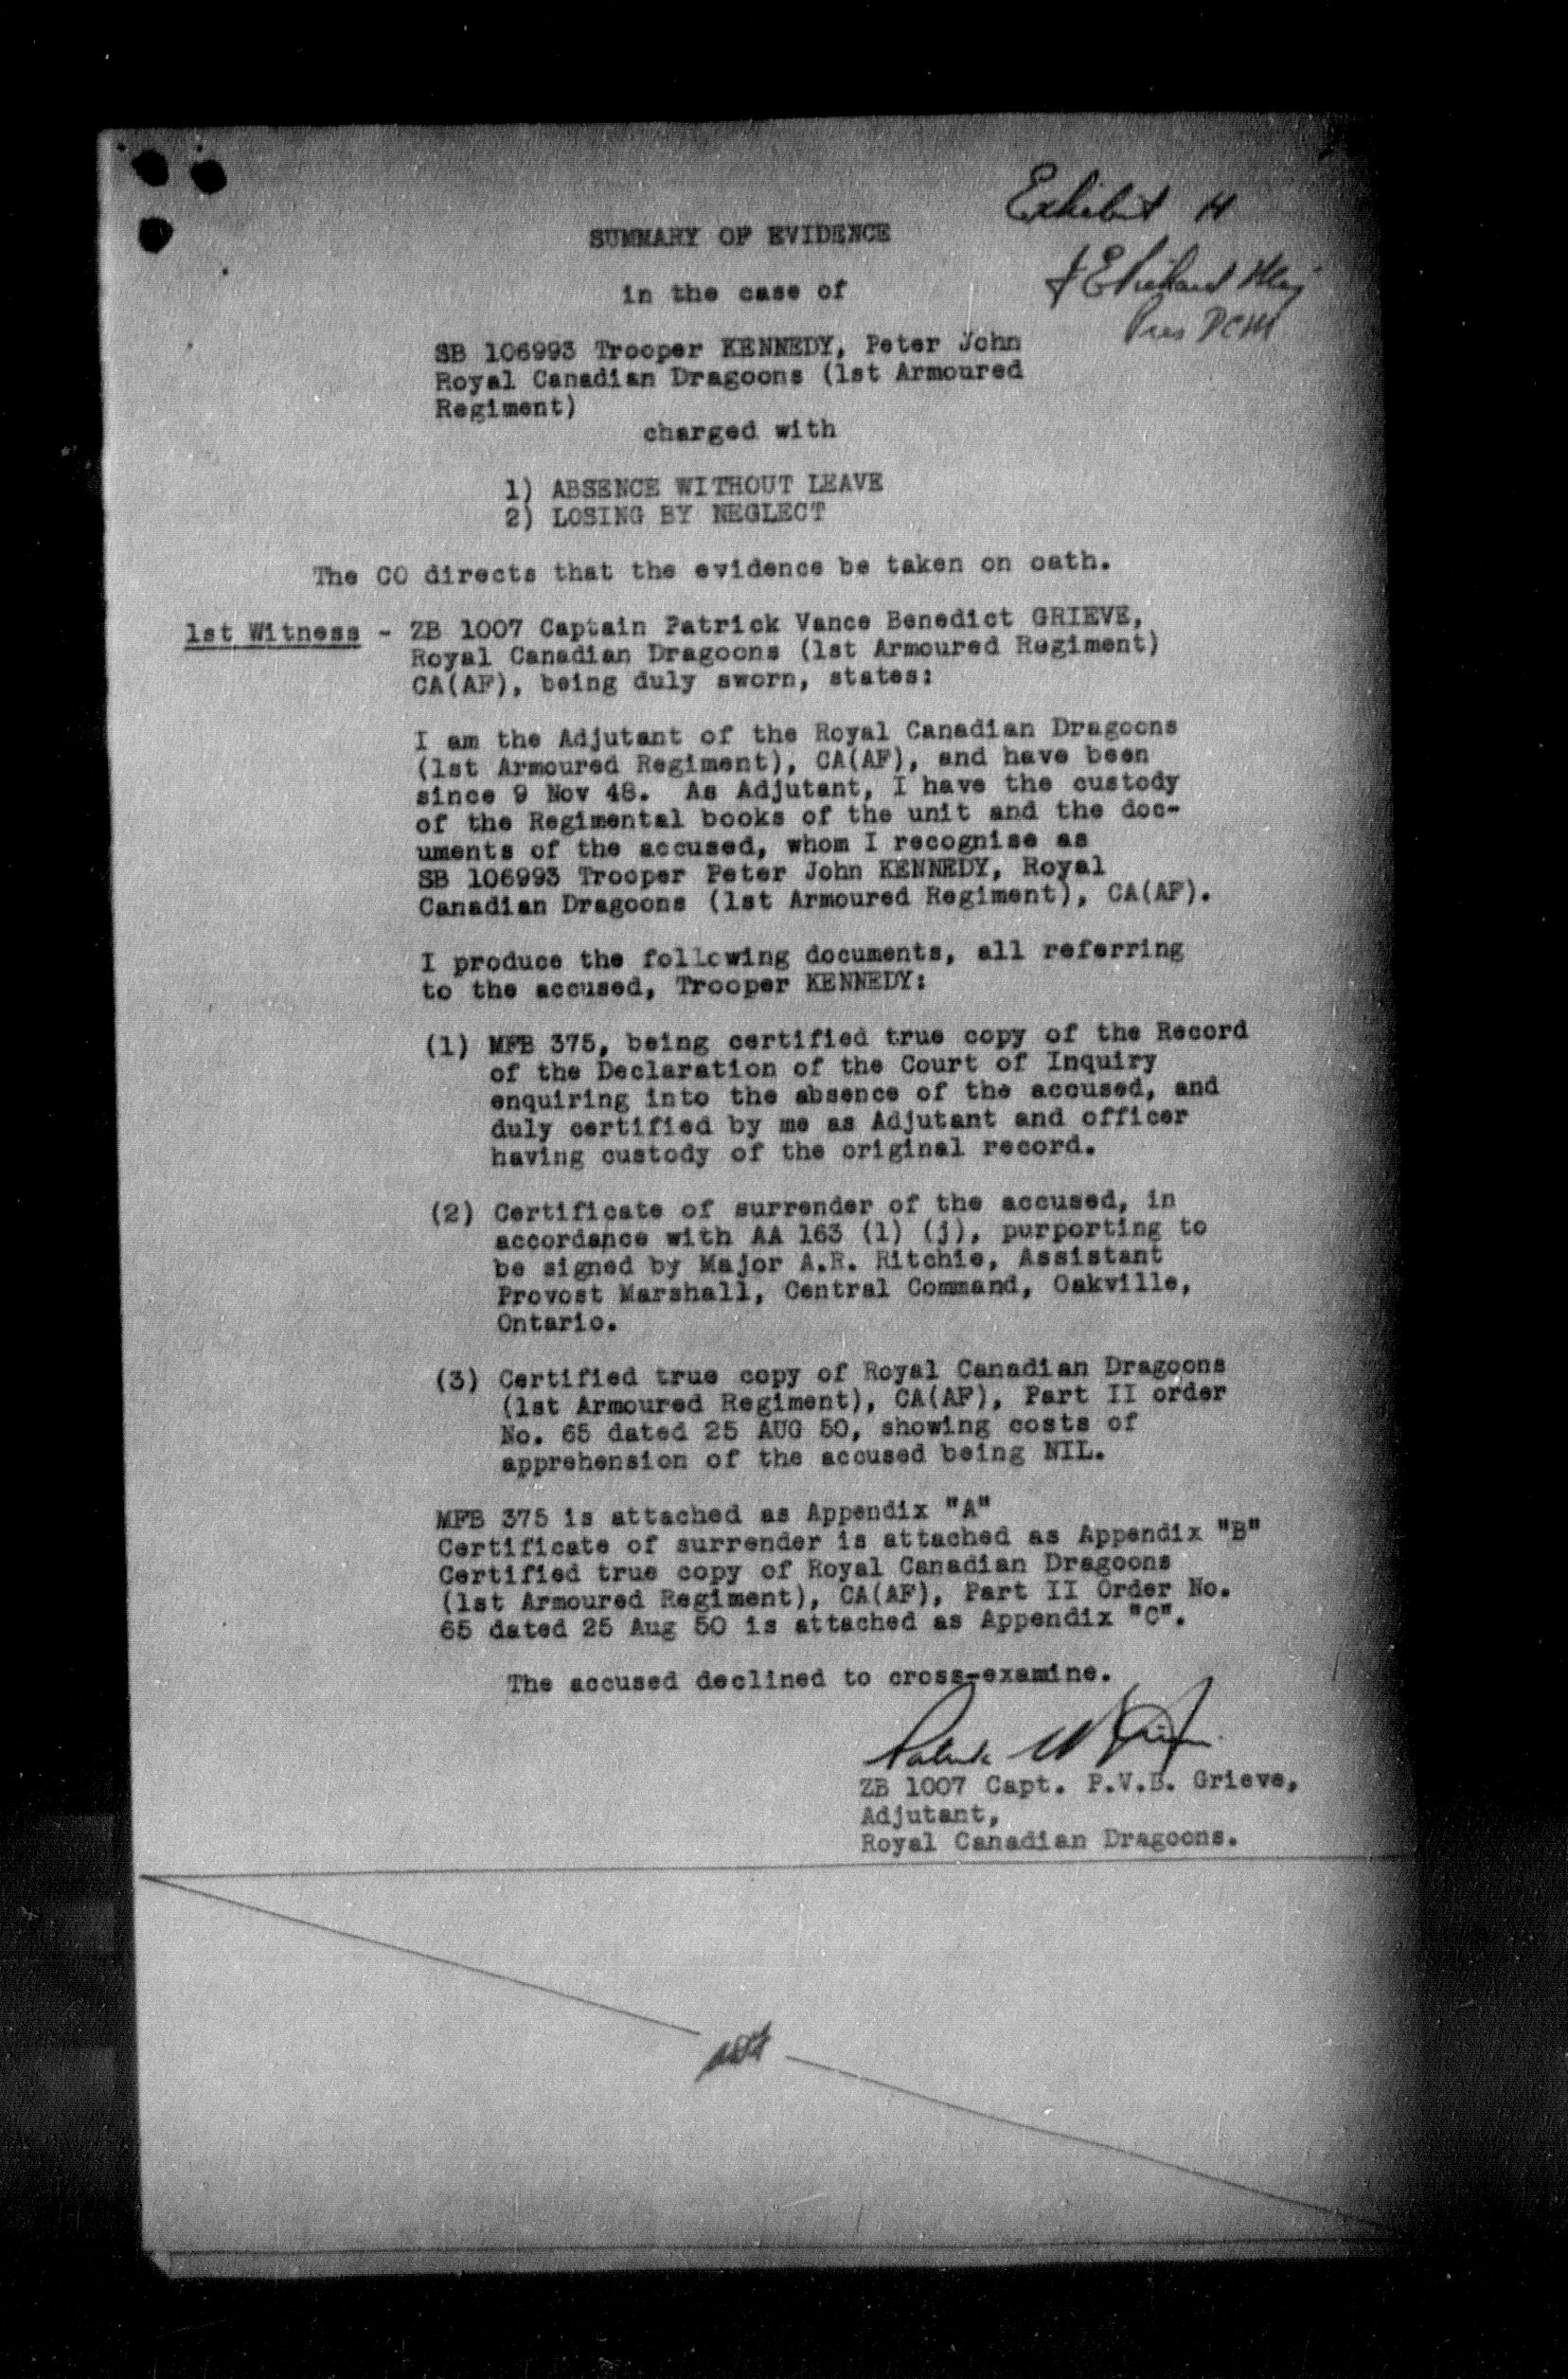 Exhibit H
Pres DCM
SUMMARY OF EVIDENCE
in the case of
SB 106993 Trooper KENNEDY, Peter John
Royal Canadian Dragoons (1st Armoured
Regiment)
charged with
1) ABSENCE WITHOUT LEAVE
2) LOSING BY NEGLECT
The CO directs that the evidence be taken on oath.
1st Witness - ZB 1007 Captain Patrick Vance Benedict GRIEVE,
Royal Canadian Dragoons (1st Armoured Regiment)
CA(AF), being duly sworn, states:
I am the Adjutant of the Royal Canadian Dragoons
(1st Armoured Regiment), CA(AF), and have been
since 9 Nov 48. As Adjutant, I have the custody
of the Regimental books of the unit and the doc-
uments of the accused, whom I recognise as
SB 106993 Trooper Peter John KENNEDY, Royal
Canadian Dragoons (1st Armoured Regiment), CA(AF).
I produce the following documents, all referring
to the accused, Trooper KENNEDY:
(1) MFB 375, being certified true copy of the Record
of the Declaration of the Court of Inquiry
enquiring into the absence of the accused, and
duly certified by me as Adjutant and officer
having custody of the original record.
(2) Certificate of surrender of the accused, in
accordance with AA 163 (1) (j), purporting to
be signed by Major A.R. Ritchie, Assistant
Provost Marshall, Central Command, Oakville,
Ontario.
(3) Certified true copy of Royal Canadian Dragoons
(1st Armoured Regiment), CA(AF), Part II order
No. 65 dated 25 AUG 50, showing costs of
apprehension of the accused being NIL.
MFB 375 is attached as Appendix "A"
Certificate of surrender is attached as Appendix "B"
Certified true copy of Royal Canadian Dragoons
(1st Armoured Regiment), CA(AF), Part II Order No.
65 dated 25 Aug 50 is attached as Appendix "C".
The accused declined to cross-examine.
ZB 1007 Capt. P.V.B. Grieve,
Adjutant,
Royal Canadian Dragoons.